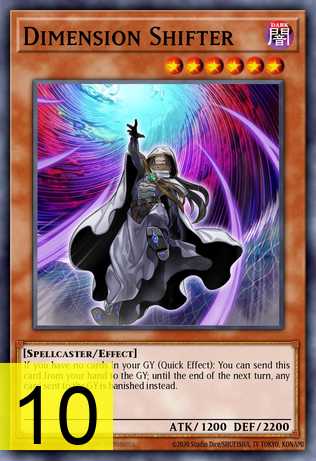 DIMENSION SHIFTER
DARK
闇
[SPELLCASTER/EFFECT]
If you have no cards in your GY (Quick Effect): You can send this
card from your hand to the GY; until the end of the next turn, any
card sent to the GY is banished instead.
ATK/1200 DEF/2200
10
©2020 Studio Dice/SHUEISHA, TV TOKYO, KONAMI